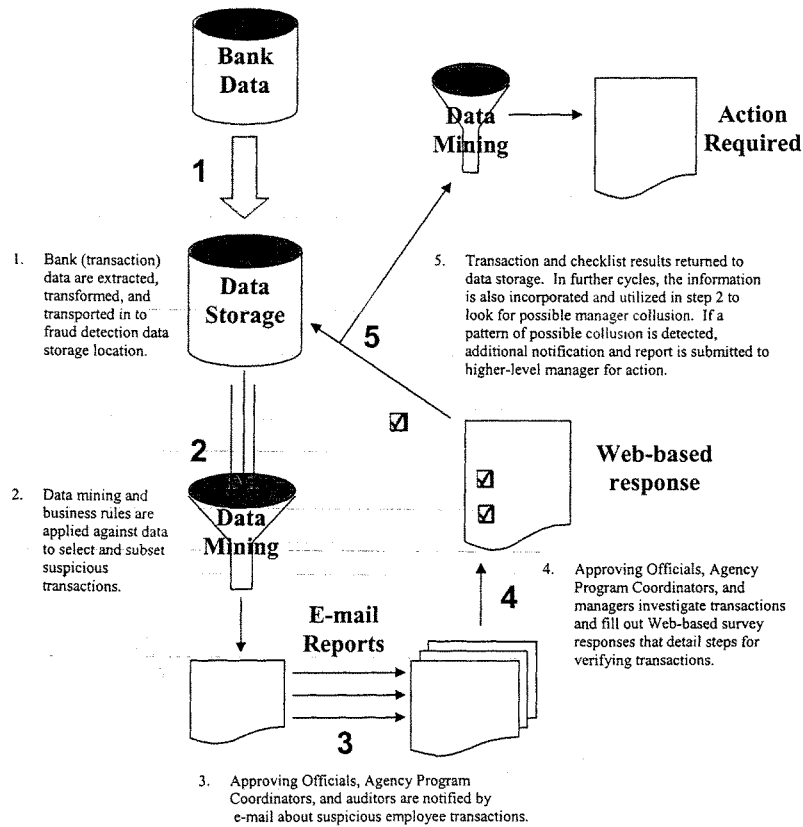 Bank
Data
1
1. Bank (transaction)
data are extracted,
transformed, and
transported in to
fraud detection data
storage location.
Data
Storage
2
2. Data mining and
business rules are
applied against data
to select and subset
suspicious
transactions.
Data
Mining
E-mail
Reports
3
3. Approving Officials, Agency Program
Coordinators, and auditors are notified by
e-mail about suspicious employee transactions.
4
4. Approving Officials, Agency
Program Coordinators, and
managers investigate transactions
and fill out Web-based survey
responses that detail steps for
verifying transactions.
Web-based
response
5
5. Transaction and checklist results returned to
data storage. In further cycles, the information
is also incorporated and utilized in step 2 to
look for possible manager collusion. If a
pattern of possible collusion is detected,
additional notification and report is submitted to
higher-level manager for action.
Data
Mining
Action
Required